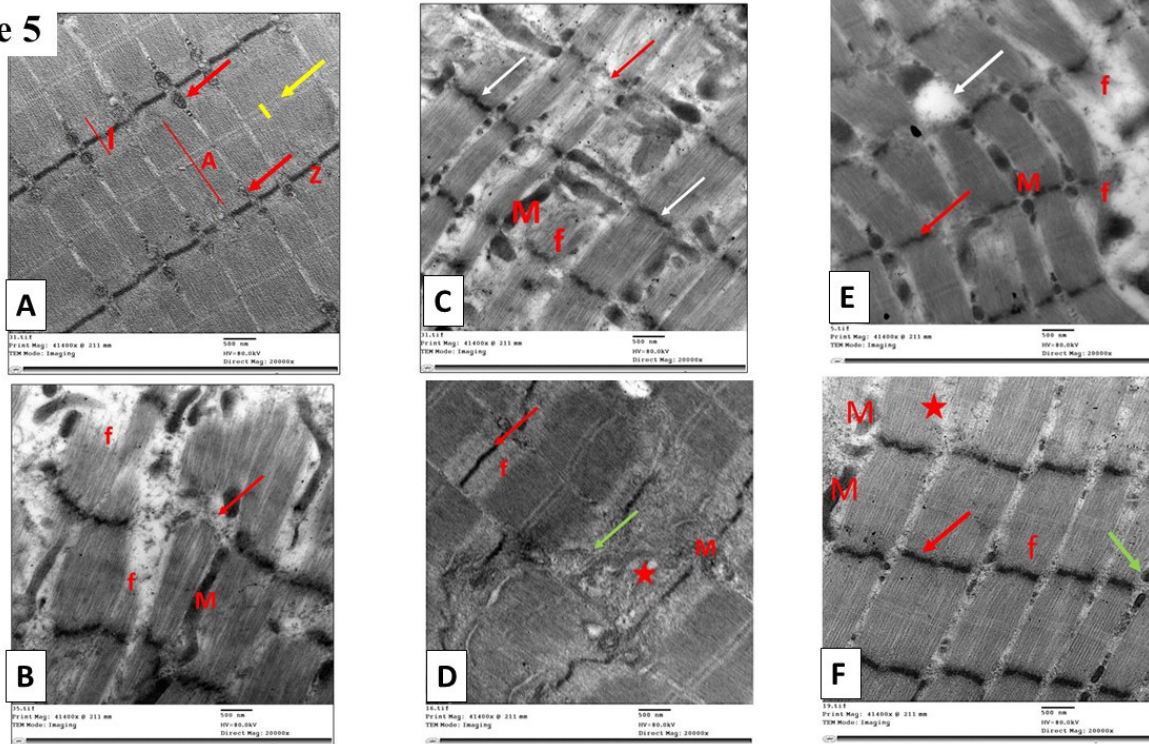 e 5
I
A
Z
A
31.tif
Print Mag: 41400x @ 211 mm
TEM Mode: Imaging
500 nm
HV=80.0kV
Direct Mag: 20000x
M
f
C
31.tif
Print Mag: 41400x @ 211 mm
TEM Mode: Imaging
500 nm
HV=80.0kV
Direct Mag: 20000x
f
M
f
E
5.tif
Print Mag: 41400x @ 211 mm
TEM Mode: Imaging
500 nm
HV=80.0kV
Direct Mag: 20000x
f
f
M
B
35.tif
Print Mag: 41400x @ 211 mm
TEM Mode: Imaging
500 nm
HV=80.0kV
Direct Mag: 20000x
f
M
D
16.tif
Print Mag: 41400x @ 211 mm
TEM Mode: Imaging
500 nm
HV=80.0kV
Direct Mag: 20000x
M
M
f
F
19.tif
Print Mag: 41400x @ 211 mm
TEM Mode: Imaging
500 nm
HV=80.0kV
Direct Mag: 20000x